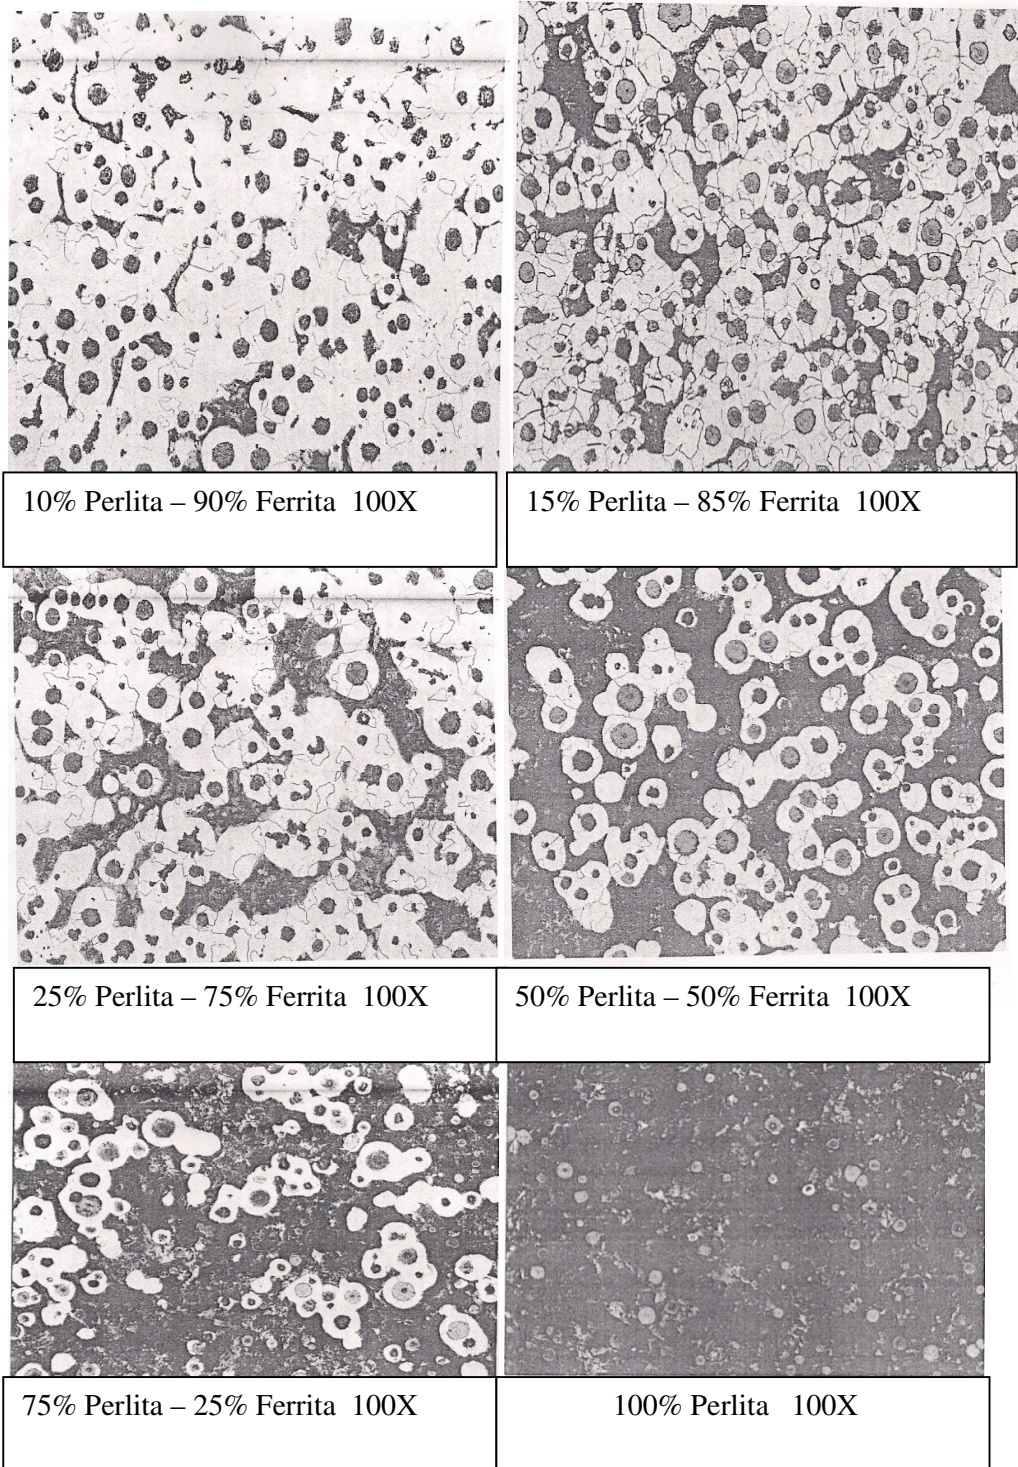 10% Perlita – 90% Ferrita 100X
15% Perlita – 85% Ferrita 100X
25% Perlita – 75% Ferrita 100X
50% Perlita – 50% Ferrita 100X
75% Perlita – 25% Ferrita 100X
100% Perlita 100X